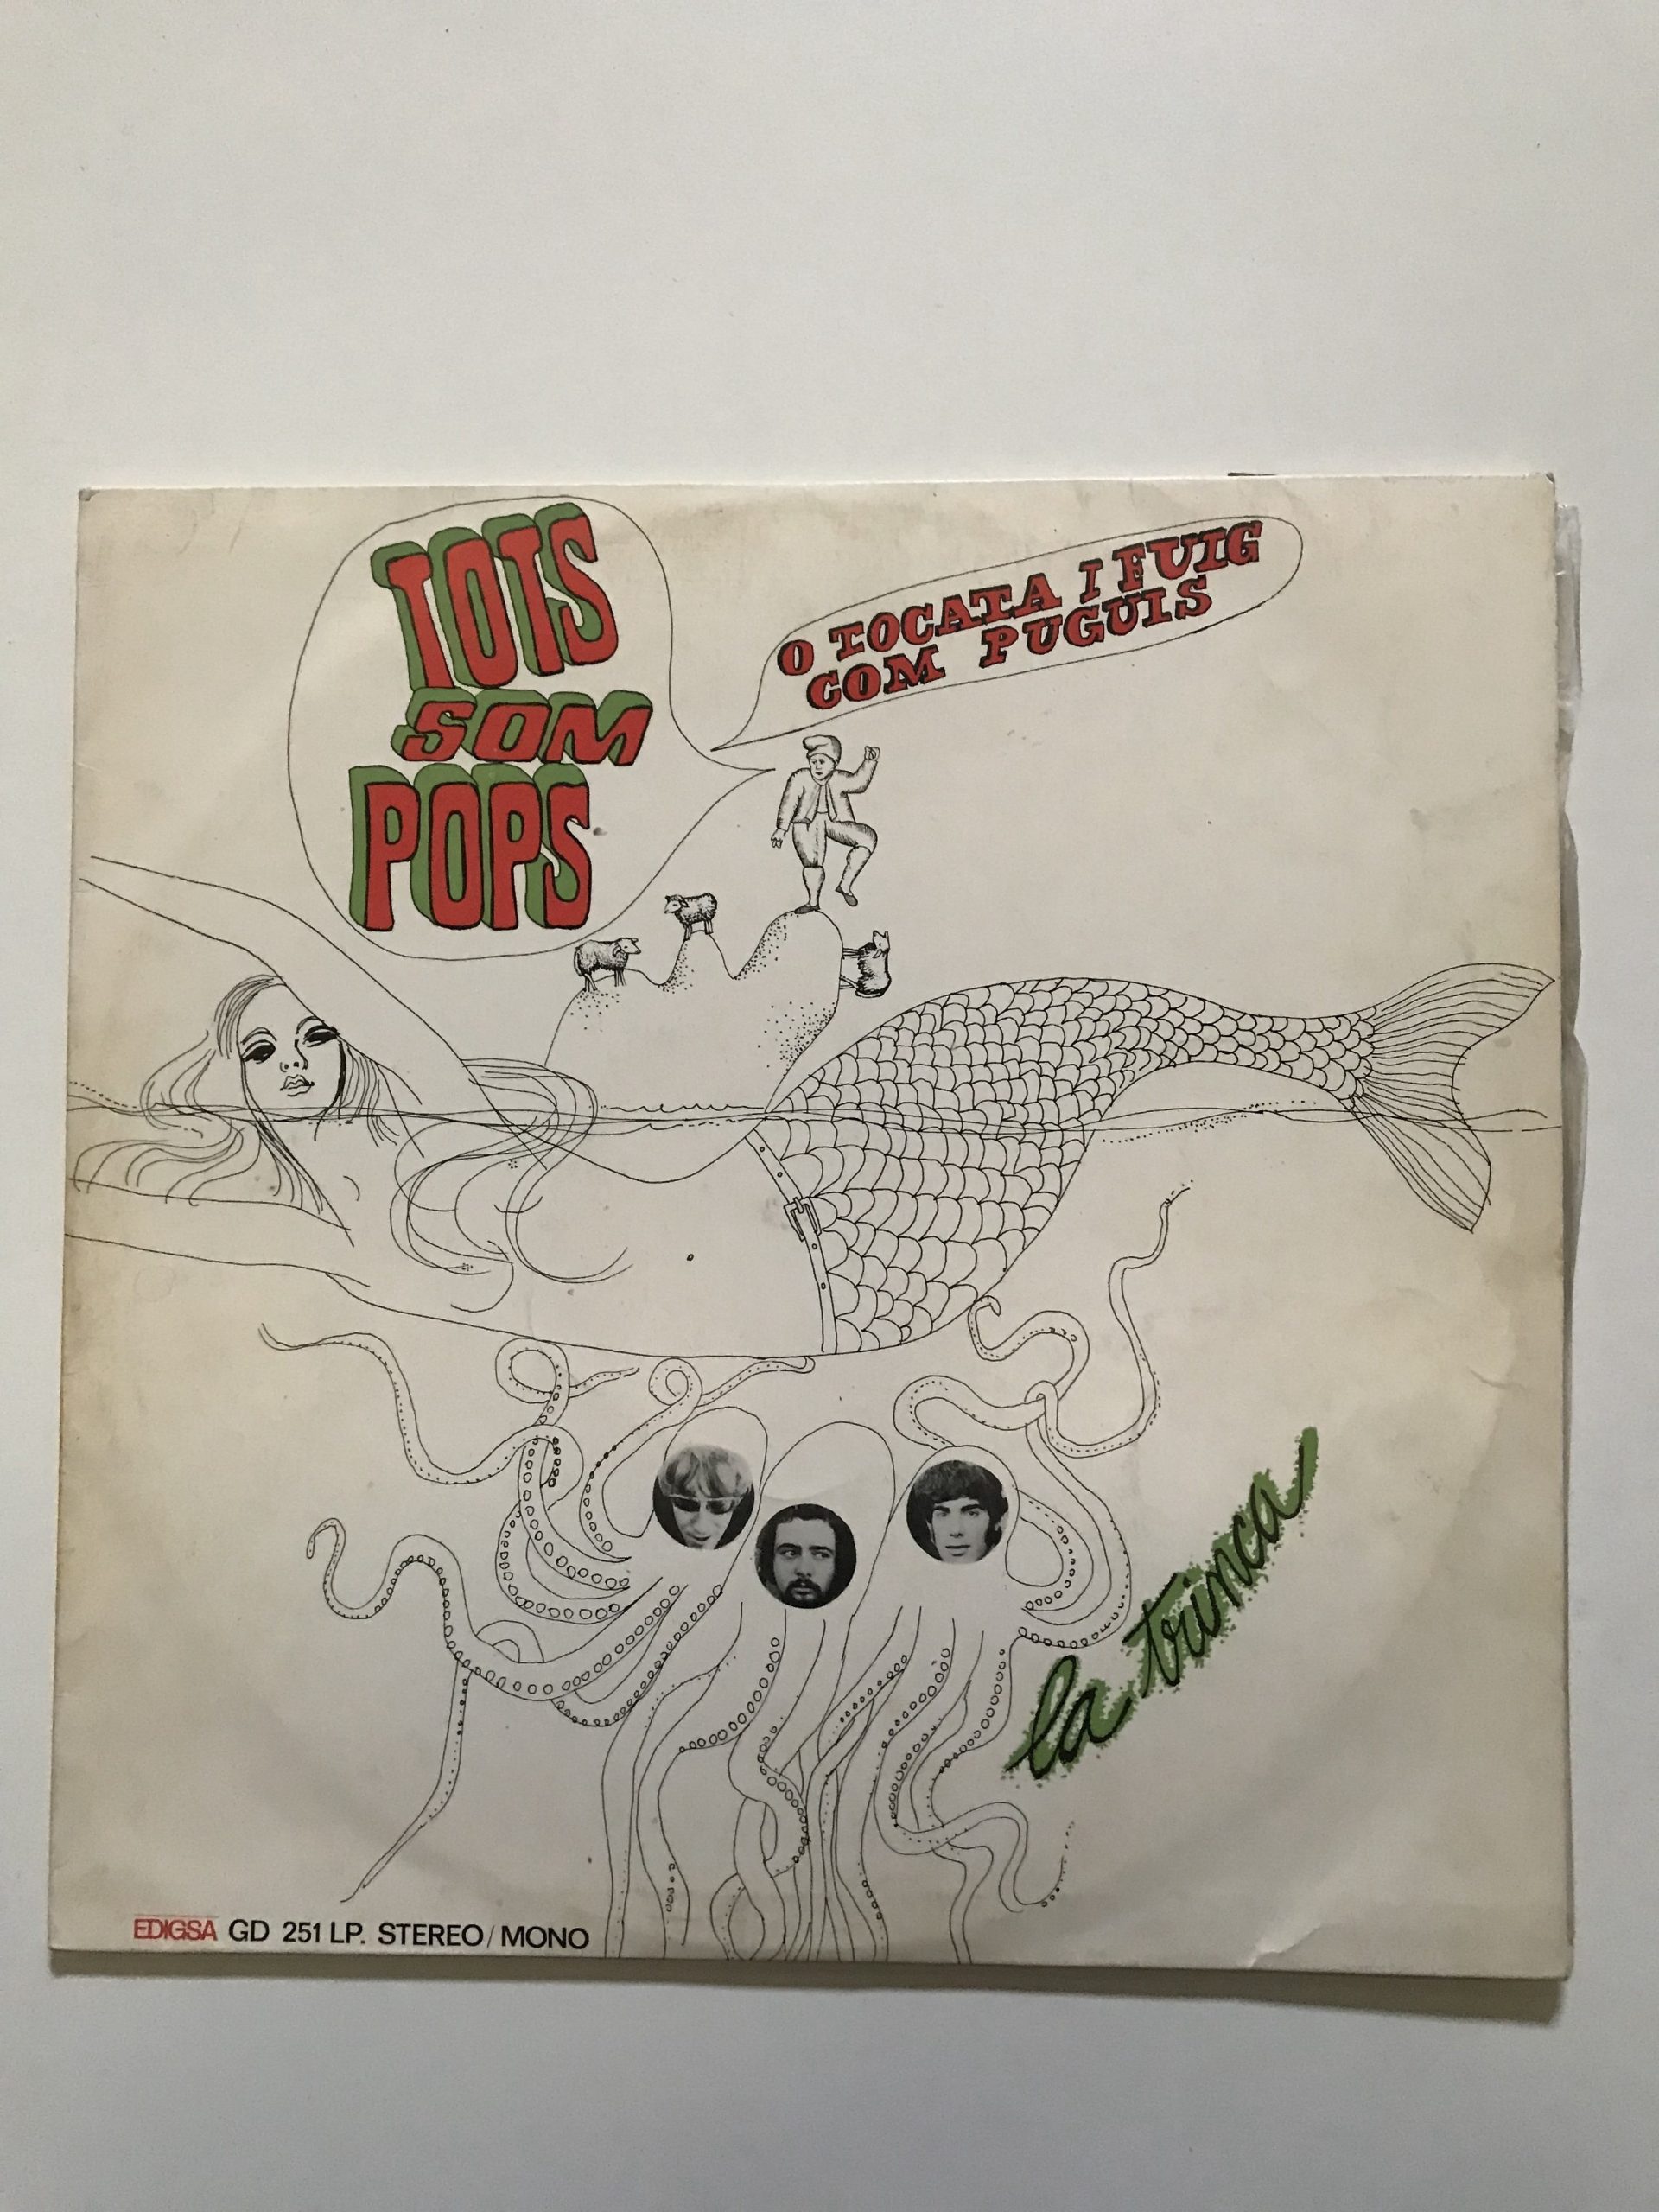 TOTS
SOM
POPS
O TOCATA I FUIG
COM PUGUIS
la trinca
EDIGSA GD 251 LP. STEREO/MONO